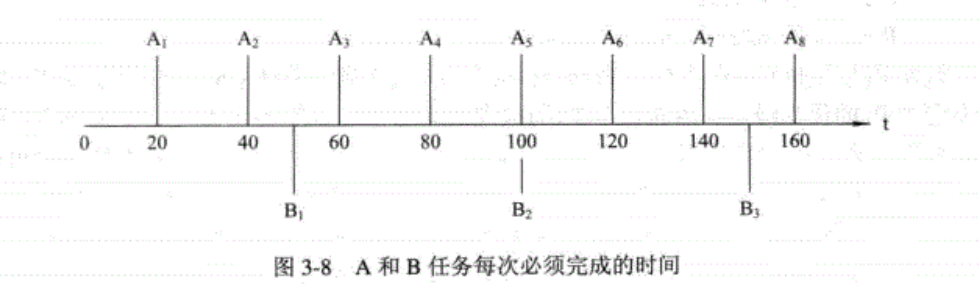 A₁ A₂ A₃ A₄ A₅ A₆ A₇ A₈
0 20 40 60 80 100 120 140 160 t
B₁ B₂ B₃
图 3-8 A 和 B 任务每次必须完成的时间